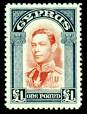 CYPRUS
ONE POUND
£1 £1